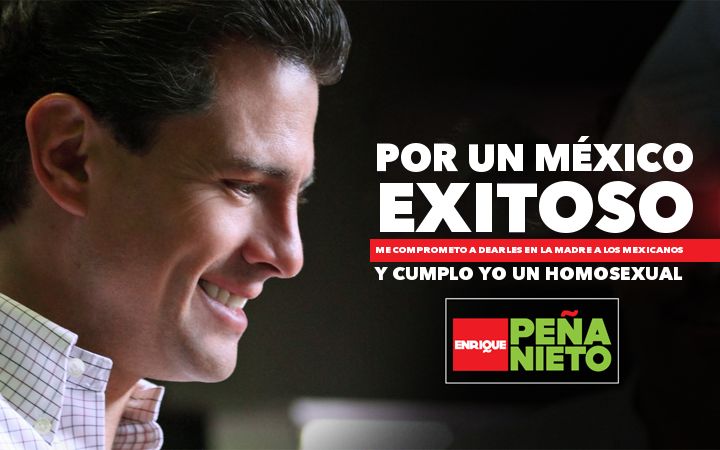 POR UN MÉXICO
EXITOSO
ME COMPROMETO A DEARLES EN LA MADRE A LOS MEXICANOS
Y CUMPLO YO UN HOMOSEXUAL
ENRIQUE
PEÑA
NIETO